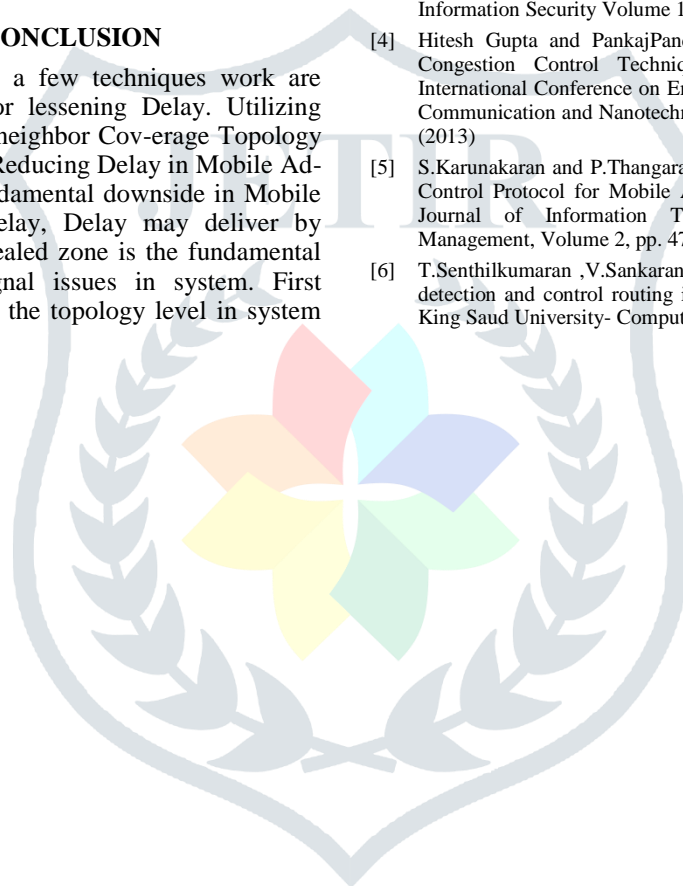 ONCLUSION
a few techniques work are
or lessening Delay. Utilizing
neighbor Cov-erage Topology
Reducing Delay in Mobile Ad-
ndamental downside in Mobile
elay, Delay may deliver by
ealed zone is the fundamental
gnal issues in system. First
the topology level in system
Information Security Volume 1
[4] Hitesh Gupta and PankajPand
Congestion Control Techniq
International Conference on En
Communication and Nanotechn
(2013)
[5] S.Karunakaran and P.Thangara
Control Protocol for Mobile A
Journal of Information T
Management, Volume 2, pp. 47
[6] T.Senthilkumaran ,V.Sankaran
detection and control routing i
King Saud University- Comput
JETIR